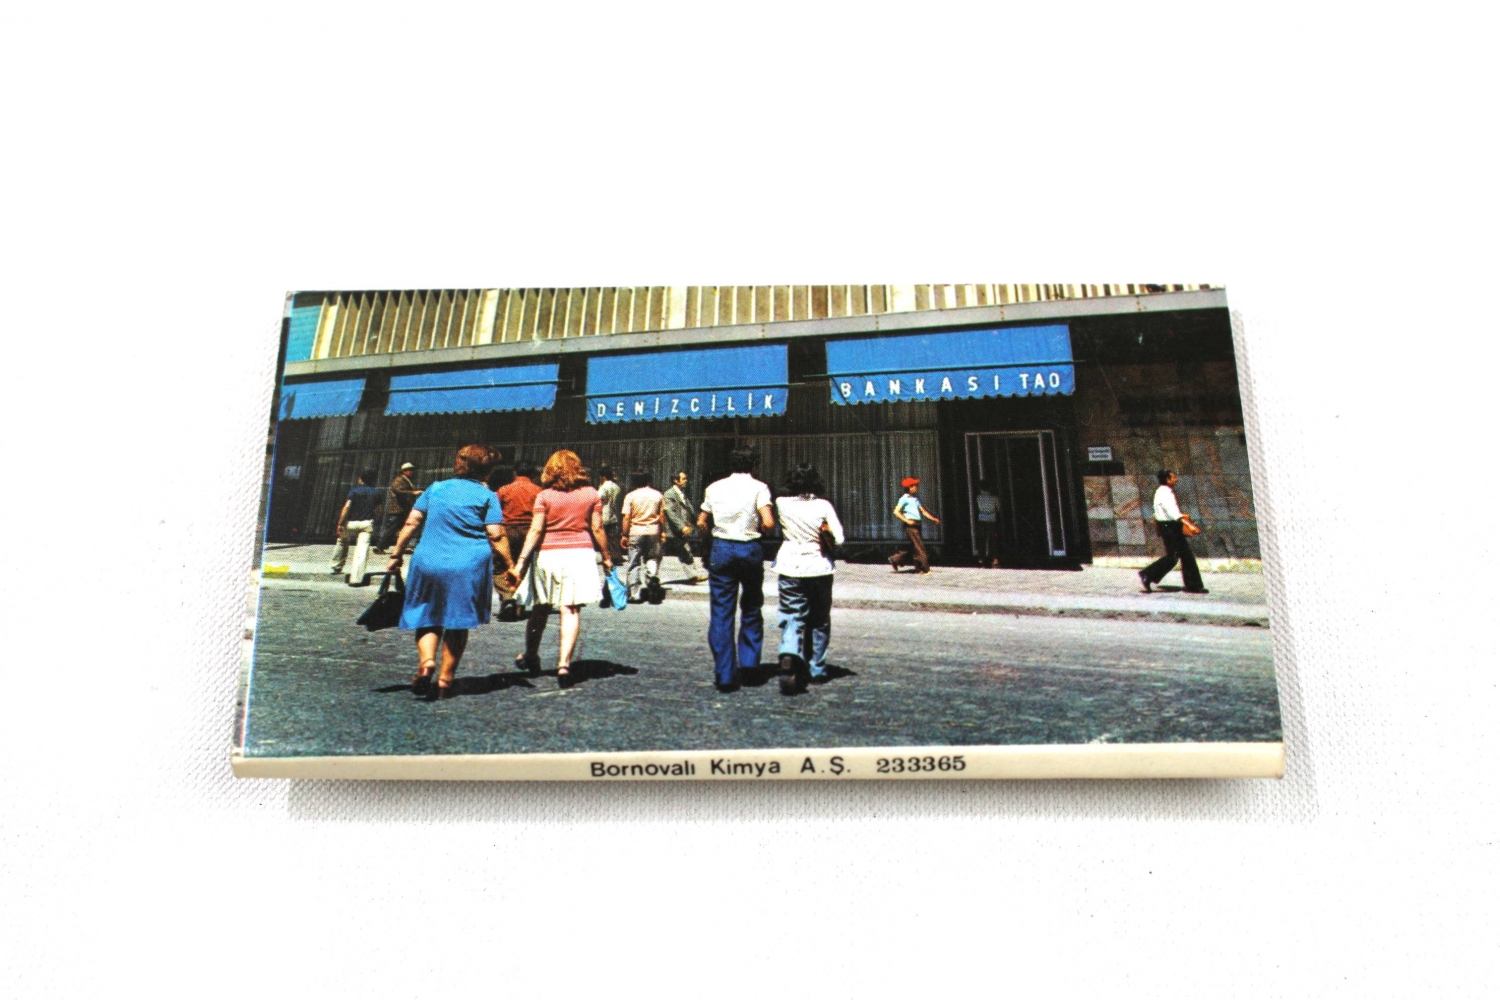 DENİZCİLİK
BANKASI TAO
Bornovalı Kimya A.Ş. 233365